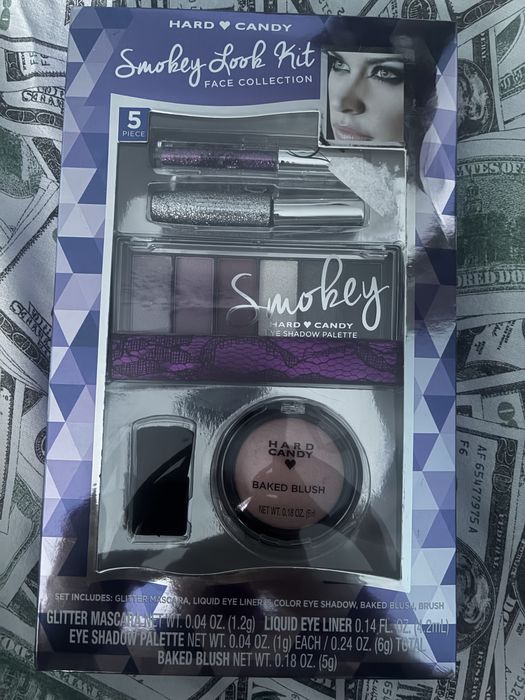 HARD ♥ CANDY
Smokey Look Kit
FACE COLLECTION
5
PIECE
Smokey
HARD ♥ CANDY
EYE SHADOW PALETTE
HARD
CANDY
♥
BAKED BLUSH
NET WT. 0.18 OZ. (5g)
SET INCLUDES: GLITTER MASCARA, LIQUID EYE LINER, 5 COLOR EYE SHADOW, BAKED BLUSH, BRUSH
GLITTER MASCARA NET WT. 0.04 OZ. (1.2g) LIQUID EYE LINER 0.14 FL. OZ. (4.2mL)
EYE SHADOW PALETTE NET WT. 0.04 OZ. (1g) EACH / 0.24 OZ. (6g) TOTAL
BAKED BLUSH NET WT. 0.18 OZ. (5g)